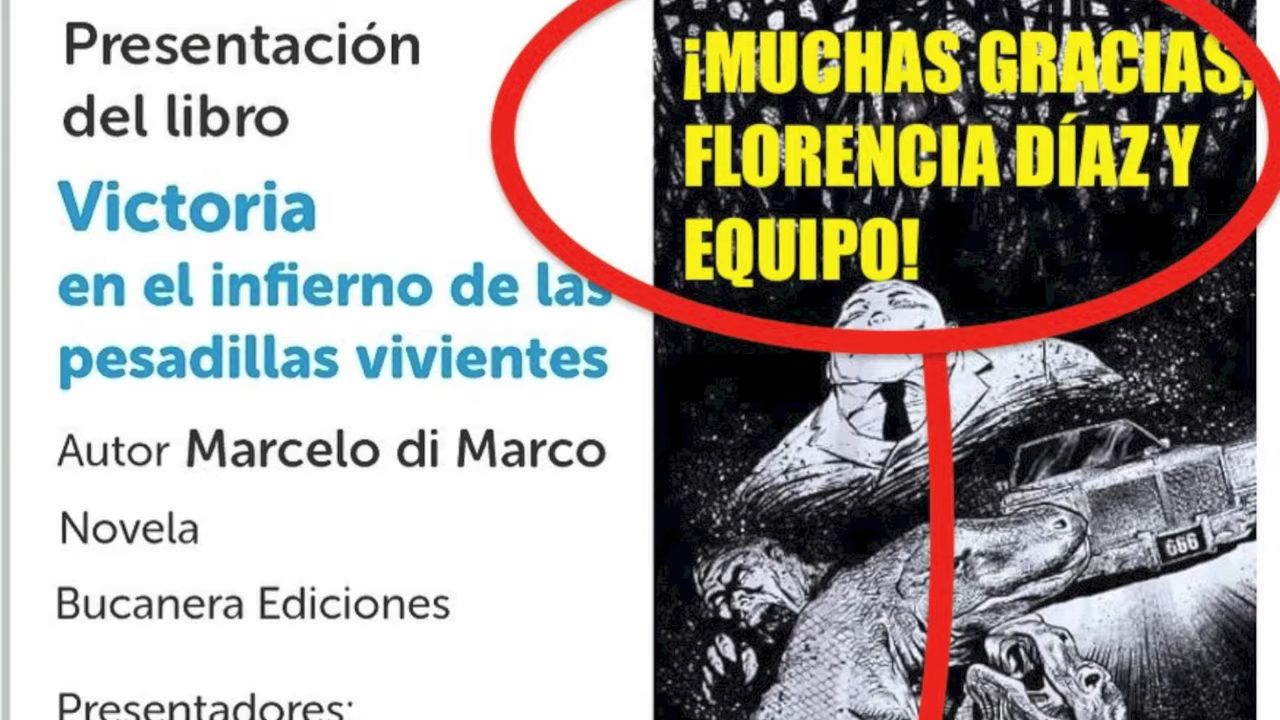 Presentación
del libro
Victoria
en el infierno de las
pesadillas vivientes
Autor Marcelo di Marco
Novela
Bucanera Ediciones
Presentadores:
¡MUCHAS GRACIAS,
FLORENCIA DÍAZ Y
EQUIPO!
666